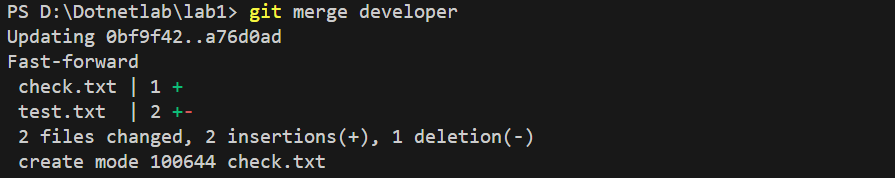 PS D:\Dotnetlab\lab1> git merge developer
Updating 0bf9f42..a76d0ad
Fast-forward
 check.txt | 1 +
 test.txt  | 2 +-
 2 files changed, 2 insertions(+), 1 deletion(-)
 create mode 100644 check.txt